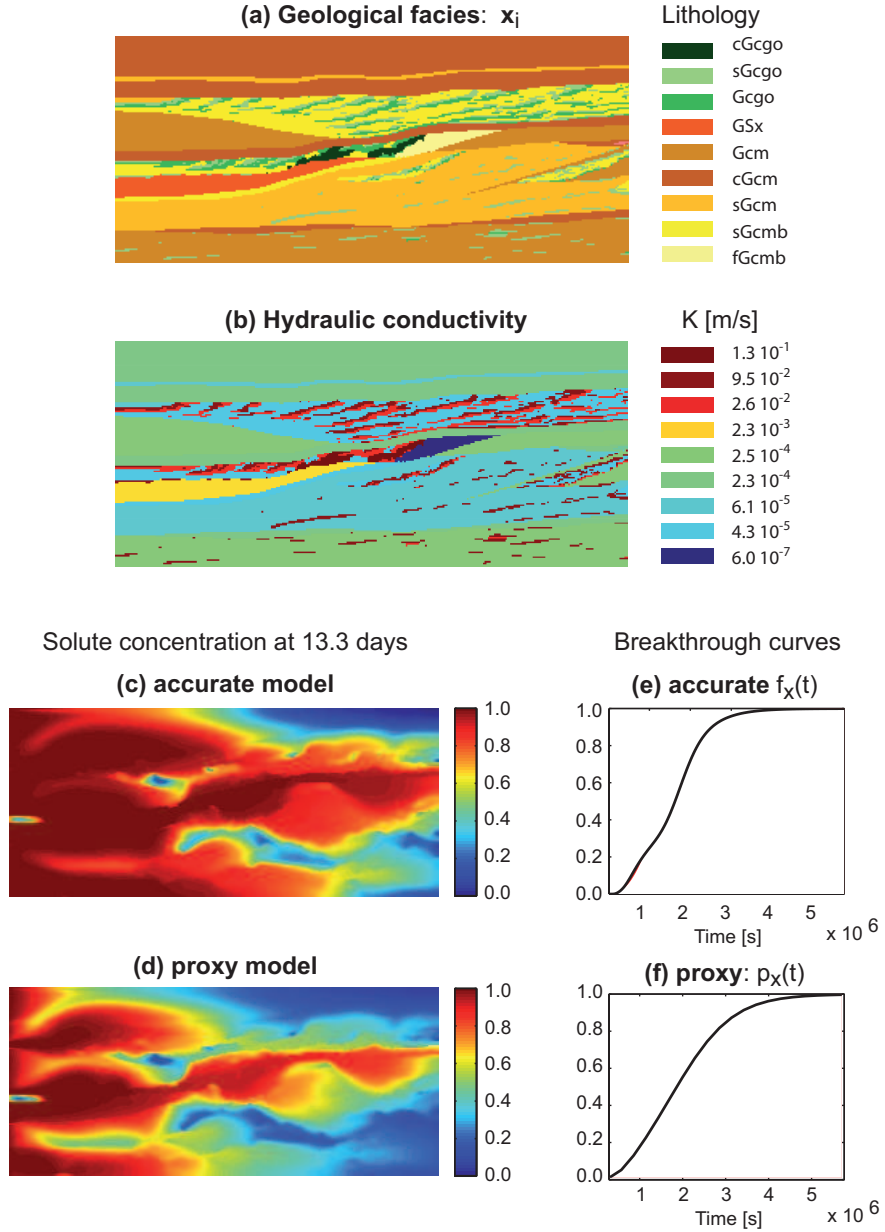 (a) Geological facies: xi
Lithology
cGcgo
sGcgo
Gcgo
GSx
Gcm
cGcm
sGcm
sGcmb
fGcmb
(b) Hydraulic conductivity
K [m/s]
1.3 10-1
9.5 10-2
2.6 10-2
2.3 10-3
2.5 10-4
2.3 10-4
6.1 10-5
4.3 10-5
6.0 10-7
Solute concentration at 13.3 days
Breakthrough curves
(c) accurate model
1.0
0.8
0.6
0.4
0.2
0.0
(e) accurate fx(t)
1.0
0.8
0.6
0.4
0.2
0.0
1 2 3 4 5
Time [s]
x 10 6
(d) proxy model
1.0
0.8
0.6
0.4
0.2
0.0
(f) proxy: px(t)
1.0
0.8
0.6
0.4
0.2
0.0
1 2 3 4 5
Time [s]
x 10 6